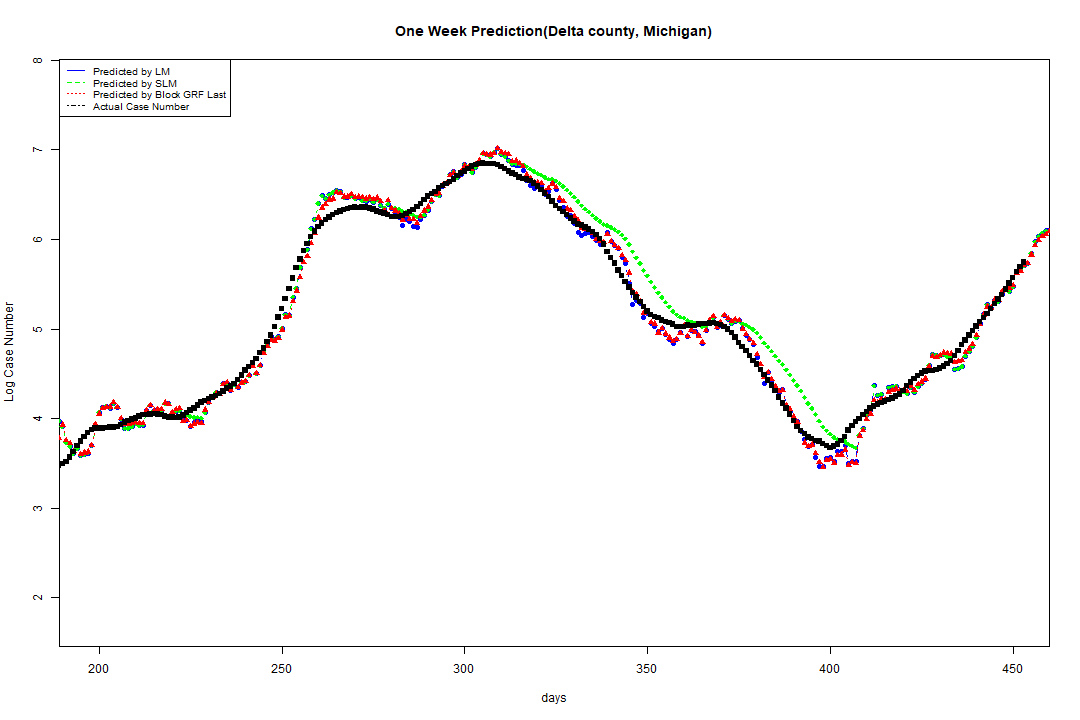 One Week Prediction(Delta county, Michigan)
Predicted by LM
Predicted by SLM
Predicted by Block GRF Last
Actual Case Number
8
7
6
5
4
3
2
Log Case Number
200 250 300 350 400 450
days